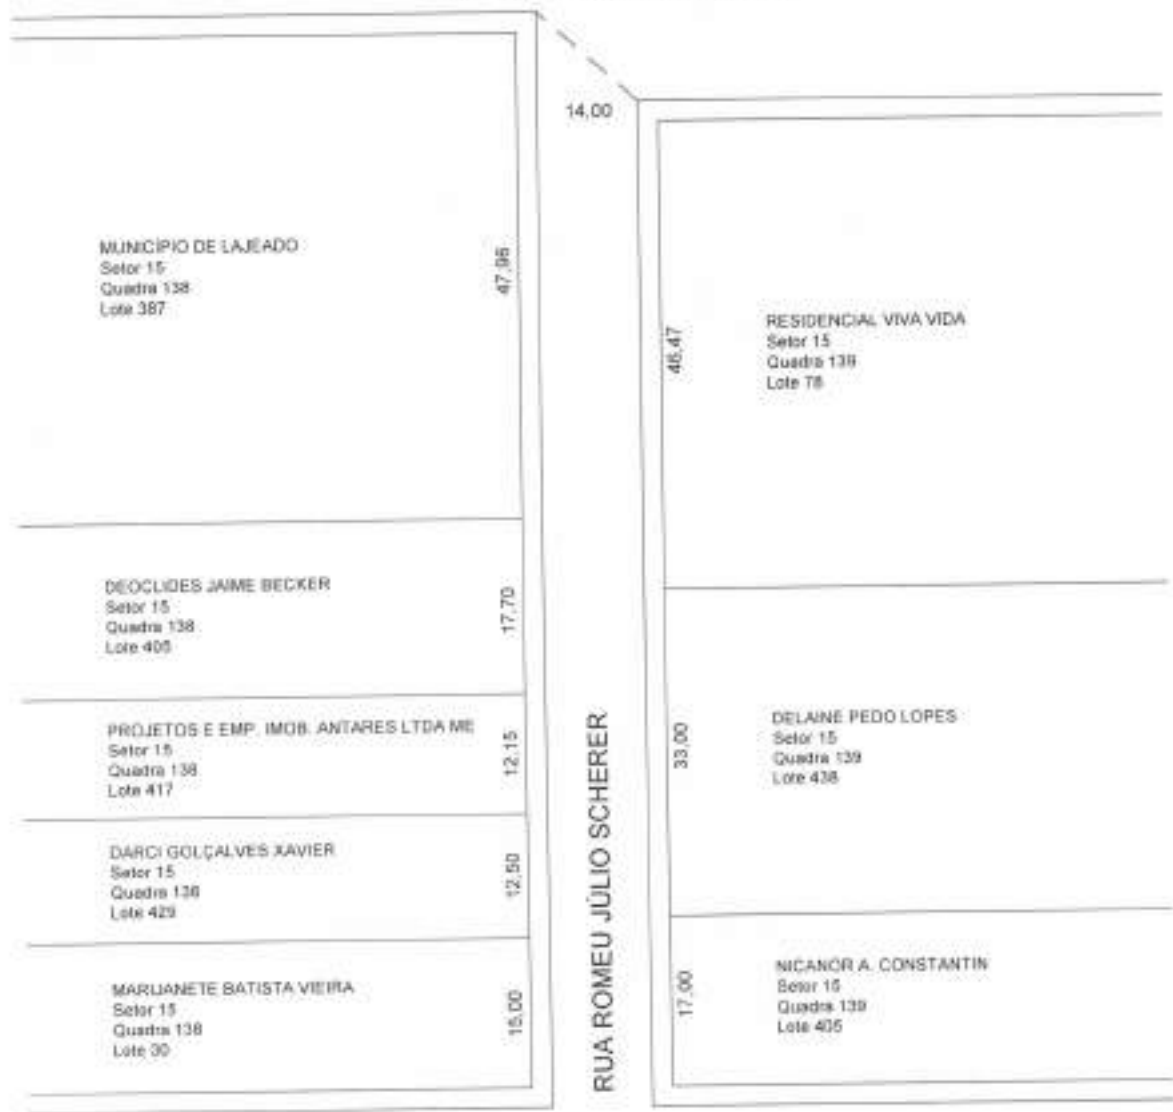 14,00
MUNICÍPIO DE LAJEADO
Setor 15
Quadra 138
Lote 387
47,96
RESIDENCIAL VIVA VIDA
Setor 15
Quadra 139
Lote 78
46,47
DEOCLIDES JAIME BECKER
Setor 15
Quadra 138
Lote 405
17,70
PROJETOS E EMP. IMOB. ANTARES LTDA ME
Setor 15
Quadra 138
Lote 417
12,15
DELAINE PEDO LOPES
Setor 15
Quadra 139
Lote 438
33,00
RUA ROMEU JÚLIO SCHERER
DARCI GOLÇALVES XAVIER
Setor 15
Quadra 138
Lote 429
12,50
MARIJANETE BATISTA VIEIRA
Setor 15
Quadra 138
Lote 30
15,00
NICANOR A. CONSTANTIN
Setor 15
Quadra 139
Lote 405
17,00